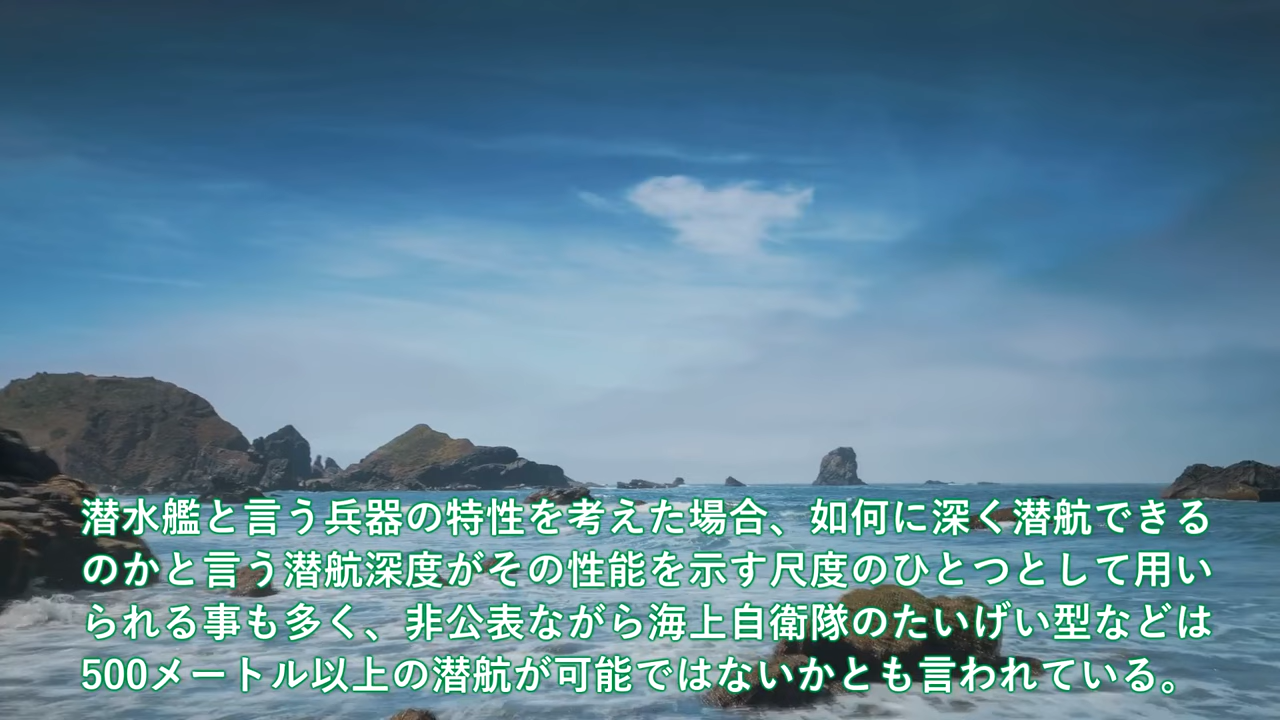 潜水艦と言う兵器の特性を考えた場合、如何に深く潜航できる
のかと言う潜航深度がその性能を示す尺度のひとつとして用い
られる事も多く、非公表ながら海上自衛隊のたいげい型などは
500メートル以上の潜航が可能ではないかとも言われている。